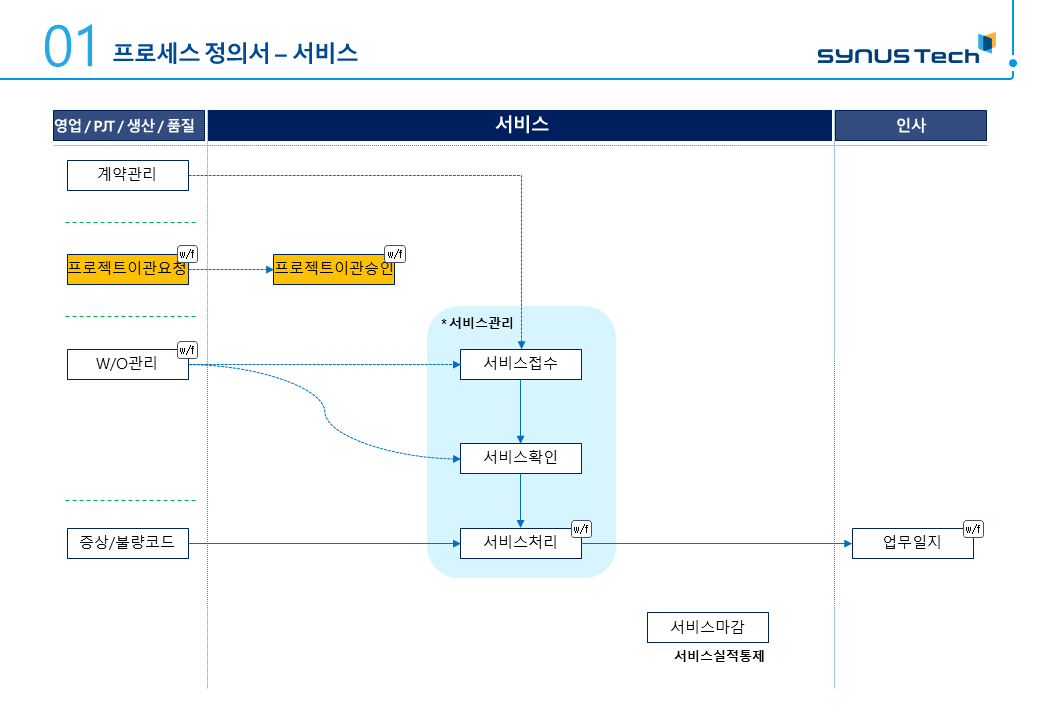 01 프로세스 정의서 – 서비스
SYNUS Tech
영업 / PJT / 생산 / 품질
서비스
인사
계약관리
w/f
w/f
프로젝트이관요청
프로젝트이관승인
*서비스관리
w/f
W/O관리
서비스접수
서비스확인
w/f
w/f
증상/불량코드
서비스처리
업무일지
서비스마감
서비스실적통제